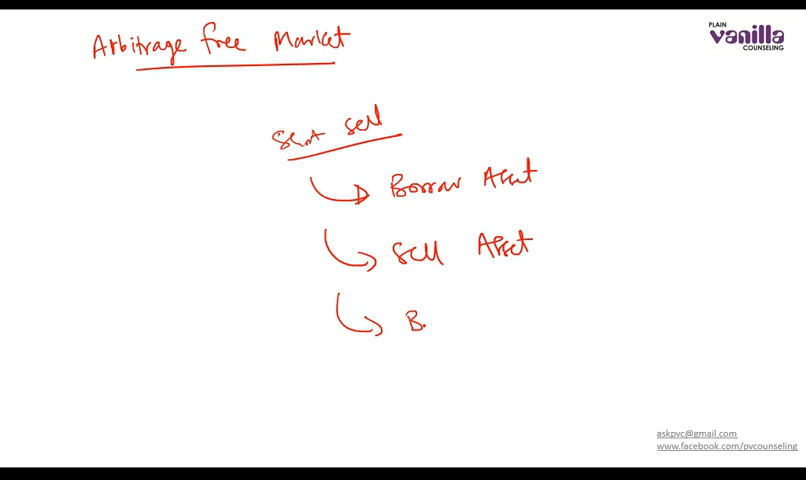 Arbitrage free Market
PLAIN
vanilla
COUNSELING
Short Sell
Borrow Asset
Sell Asset
B.
askpvc@gmail.com
www.facebook.com/pvcounseling